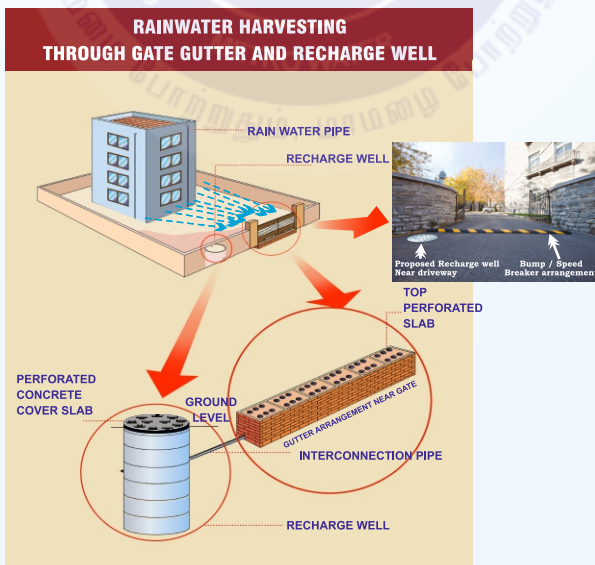 RAINWATER HARVESTING
THROUGH GATE GUTTER AND RECHARGE WELL
RAIN WATER PIPE
RECHARGE WELL
Proposed Recharge well
Near driveway
Bump / Speed
Breaker arrangement
TOP
PERFORATED
SLAB
PERFORATED
CONCRETE
COVER SLAB
GROUND
LEVEL
GUTTER ARRANGEMENT NEAR GATE
INTERCONNECTION PIPE
RECHARGE WELL